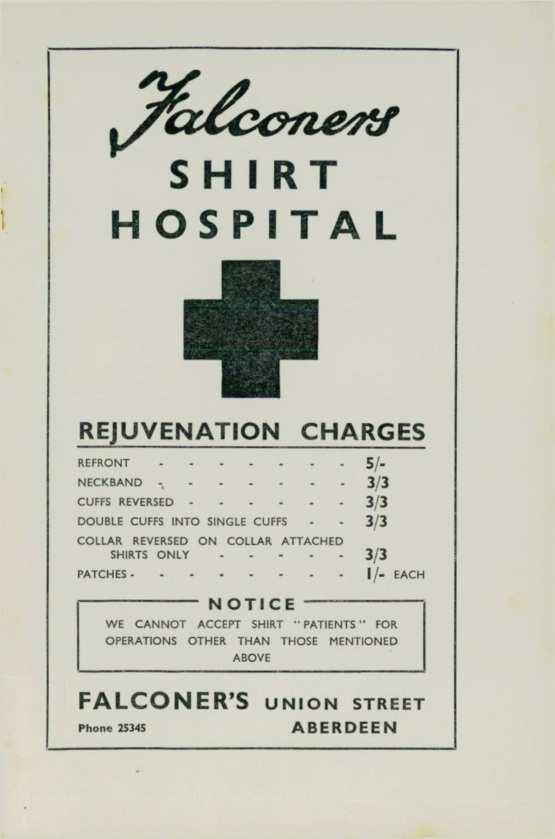 Falconers
SHIRT
HOSPITAL
REJUVENATION CHARGES
REFRONT - - - - - - - 5/-
NECKBAND - - - - - - - 3/3
CUFFS REVERSED - - - - - - 3/3
DOUBLE CUFFS INTO SINGLE CUFFS - - 3/3
COLLAR REVERSED ON COLLAR ATTACHED
SHIRTS ONLY - - - - - 3/3
PATCHES - - - - - - - - 1/- EACH
NOTICE
WE CANNOT ACCEPT SHIRT "PATIENTS" FOR
OPERATIONS OTHER THAN THOSE MENTIONED
ABOVE
FALCONER'S UNION STREET
Phone 25345 ABERDEEN